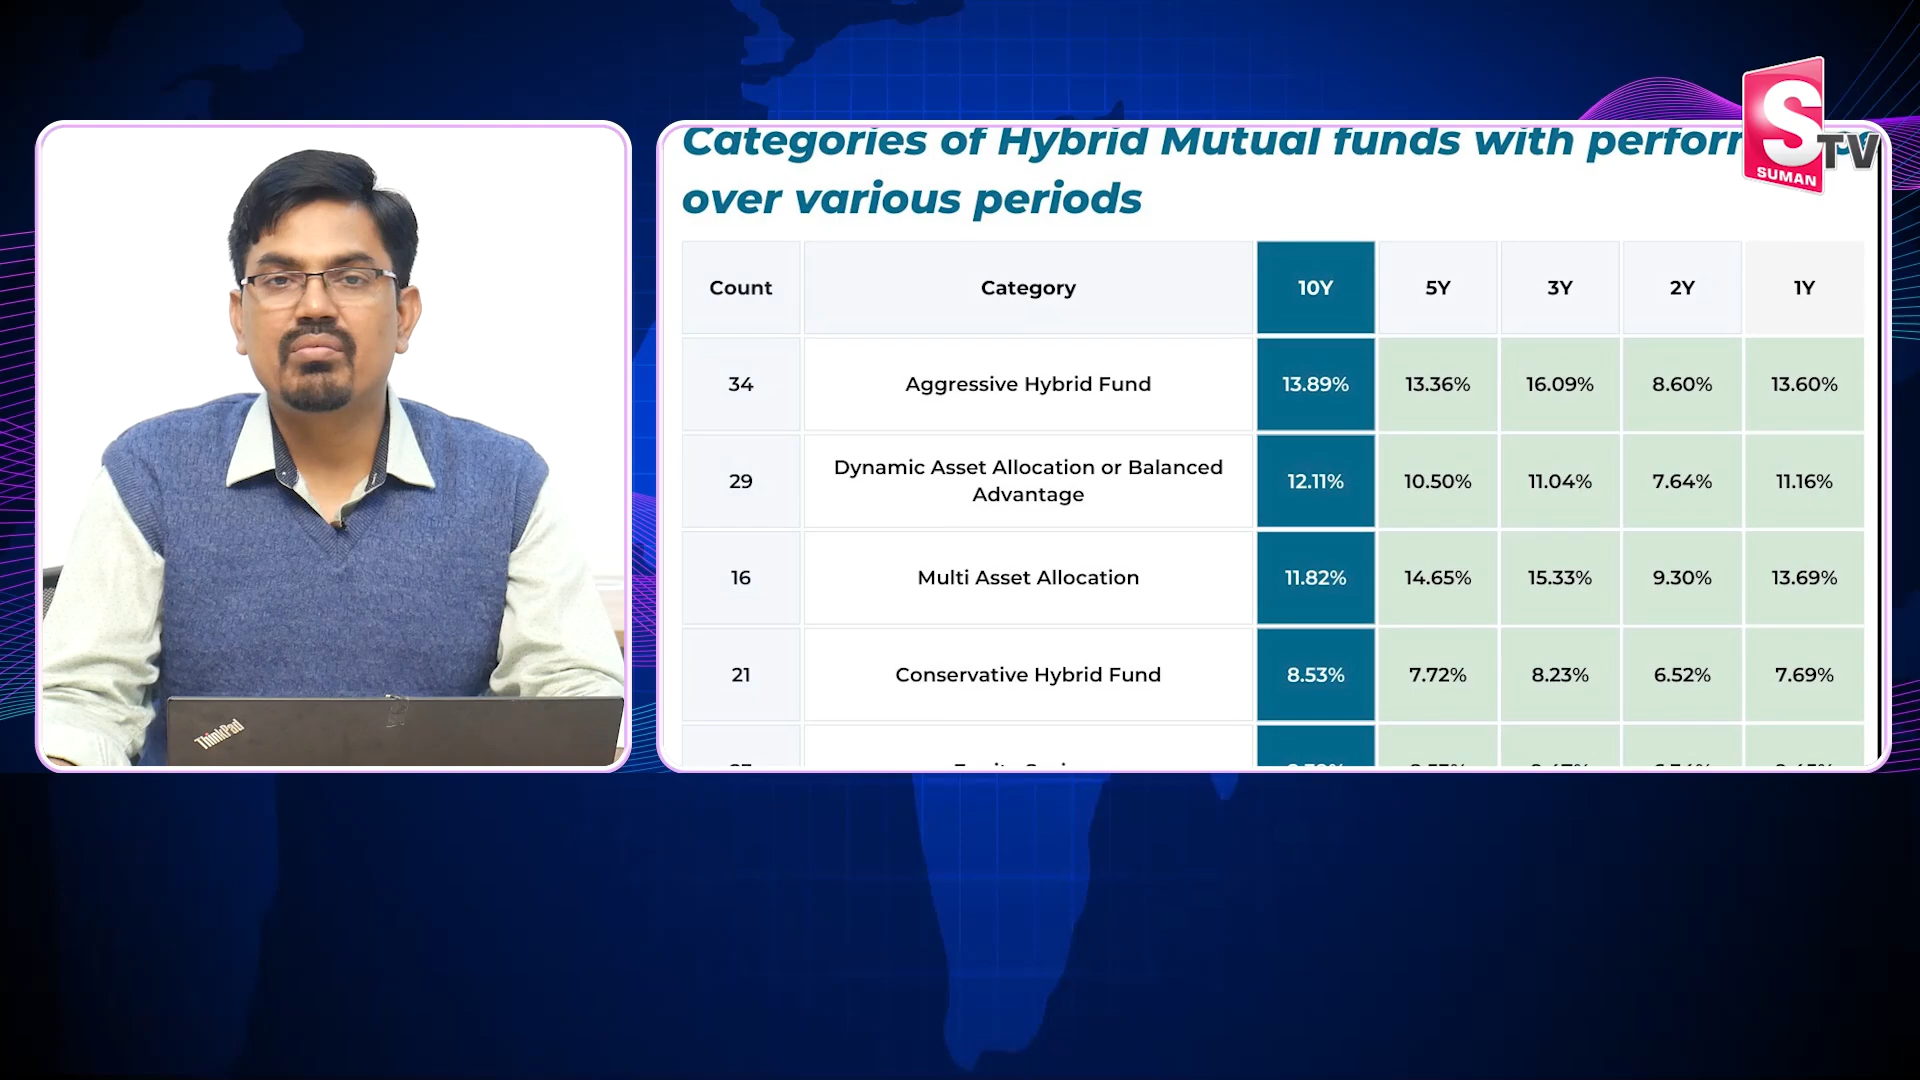 Categories of Hybrid Mutual funds with
over various periods
S
TV
SUMAN
Count Category 10Y 5Y 3Y 2Y 1Y
34 Aggressive Hybrid Fund 13.89% 13.36% 16.09% 8.60% 13.60%
29 Dynamic Asset Allocation or Balanced
Advantage 12.11% 10.50% 11.04% 7.64% 11.16%
16 Multi Asset Allocation 11.82% 14.65% 15.33% 9.30% 13.69%
21 Conservative Hybrid Fund 8.53% 7.72% 8.23% 6.52% 7.69%
ThinkPad